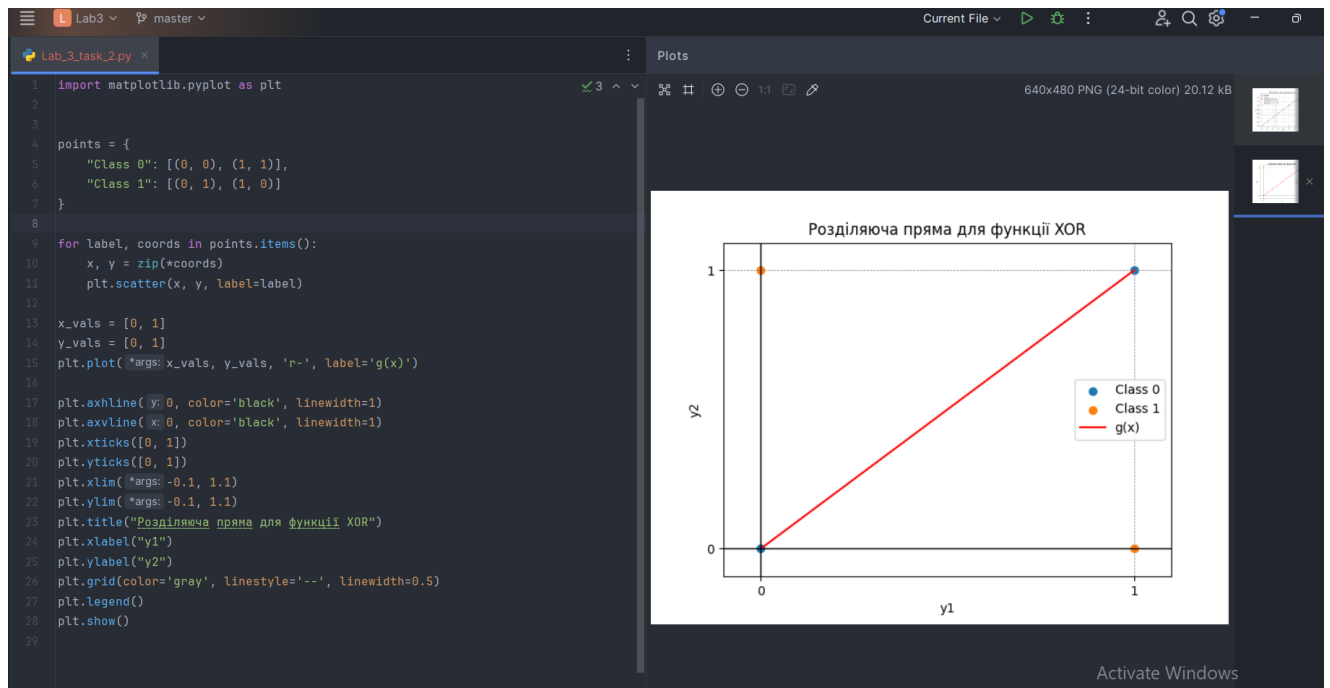 L Lab3 master Current File
Lab_3_task_2.py
Plots
1 import matplotlib.pyplot as plt
3
2
3
4 points = {
5 "Class 0": [(0, 0), (1, 1)],
6 "Class 1": [(0, 1), (1, 0)]
7 }
8
9 for label, coords in points.items():
10 x, y = zip(*coords)
11 plt.scatter(x, y, label=label)
12
13 x_vals = [0, 1]
14 y_vals = [0, 1]
15 plt.plot( *args: x_vals, y_vals, 'r-', label='g(x)')
16
17 plt.axhline( y: 0, color='black', linewidth=1)
18 plt.axvline( x: 0, color='black', linewidth=1)
19 plt.xticks([0, 1])
20 plt.yticks([0, 1])
21 plt.xlim( *args: -0.1, 1.1)
22 plt.ylim( *args: -0.1, 1.1)
23 plt.title("Розділяюча пряма для функції XOR")
24 plt.xlabel("y1")
25 plt.ylabel("y2")
26 plt.grid(color='gray', linestyle='--', linewidth=0.5)
27 plt.legend()
28 plt.show()
29
1:1 640x480 PNG (24-bit color) 20.12 kB
Розділяюча пряма для функції XOR
1
y2
Class 0
Class 1
g(x)
0
0 1
y1
Activate Windows